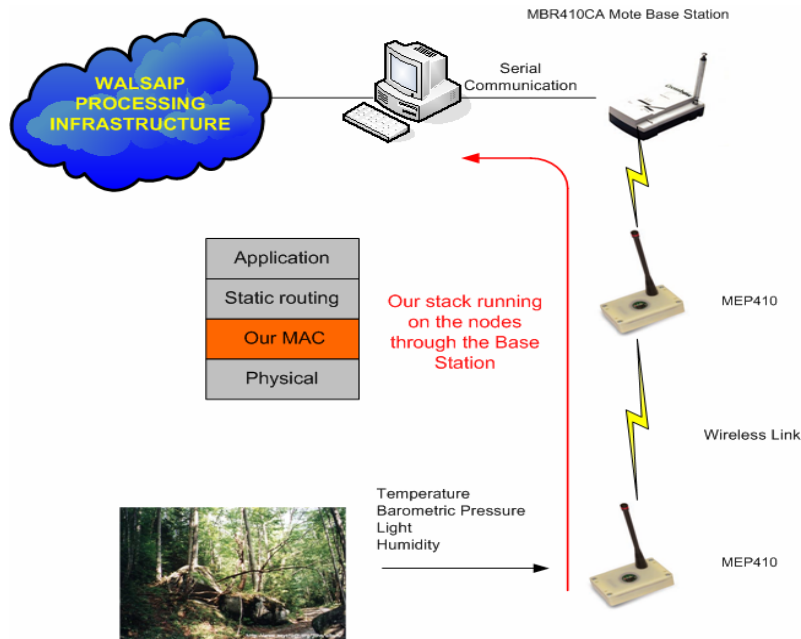 MBR410CA Mote Base Station
WALSAIP
PROCESSING
INFRASTRUCTURE
Serial
Communication
Application
Static routing
Our MAC
Physical
Our stack running
on the nodes
through the Base
Station
MEP410
Wireless Link
Temperature
Barometric Pressure
Light
Humidity
MEP410